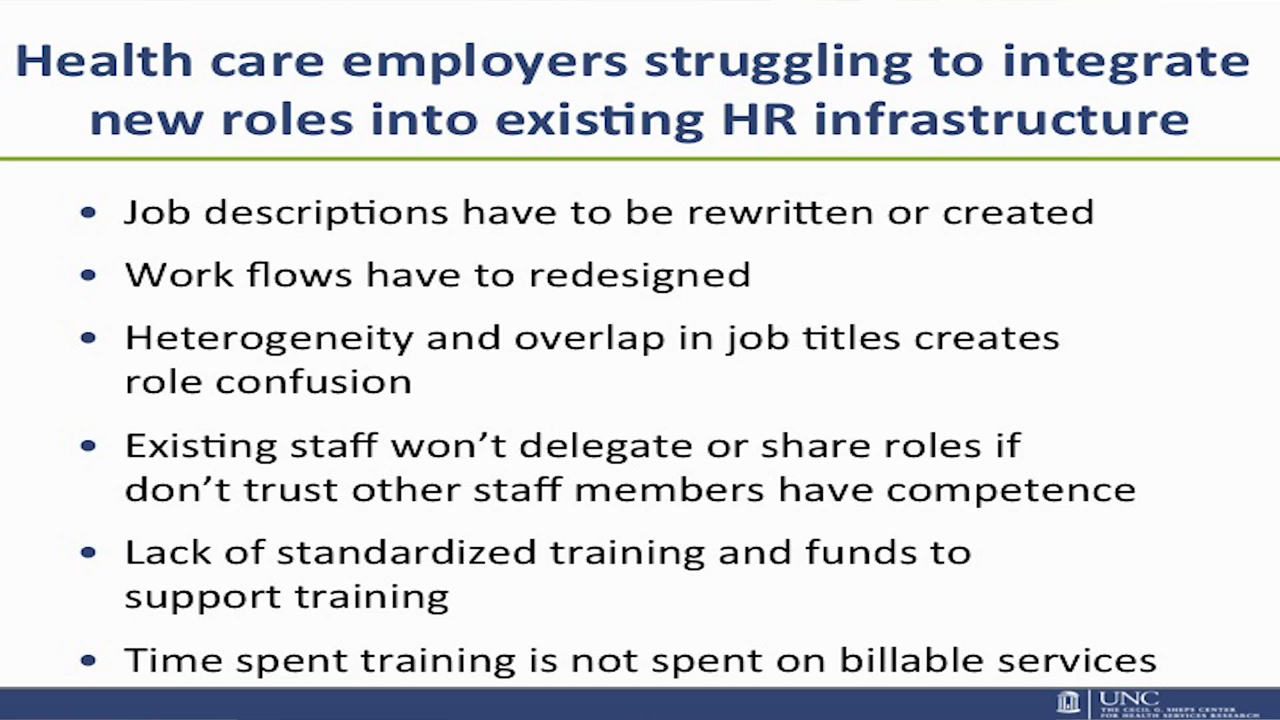 Health care employers struggling to integrate
new roles into existing HR infrastructure
• Job descriptions have to be rewritten or created
• Work flows have to redesigned
• Heterogeneity and overlap in job titles creates
role confusion
• Existing staff won’t delegate or share roles if
don’t trust other staff members have competence
• Lack of standardized training and funds to
support training
• Time spent training is not spent on billable services
UNC
THE CECIL G. SHEPS CENTER
FOR HEALTH SERVICES RESEARCH